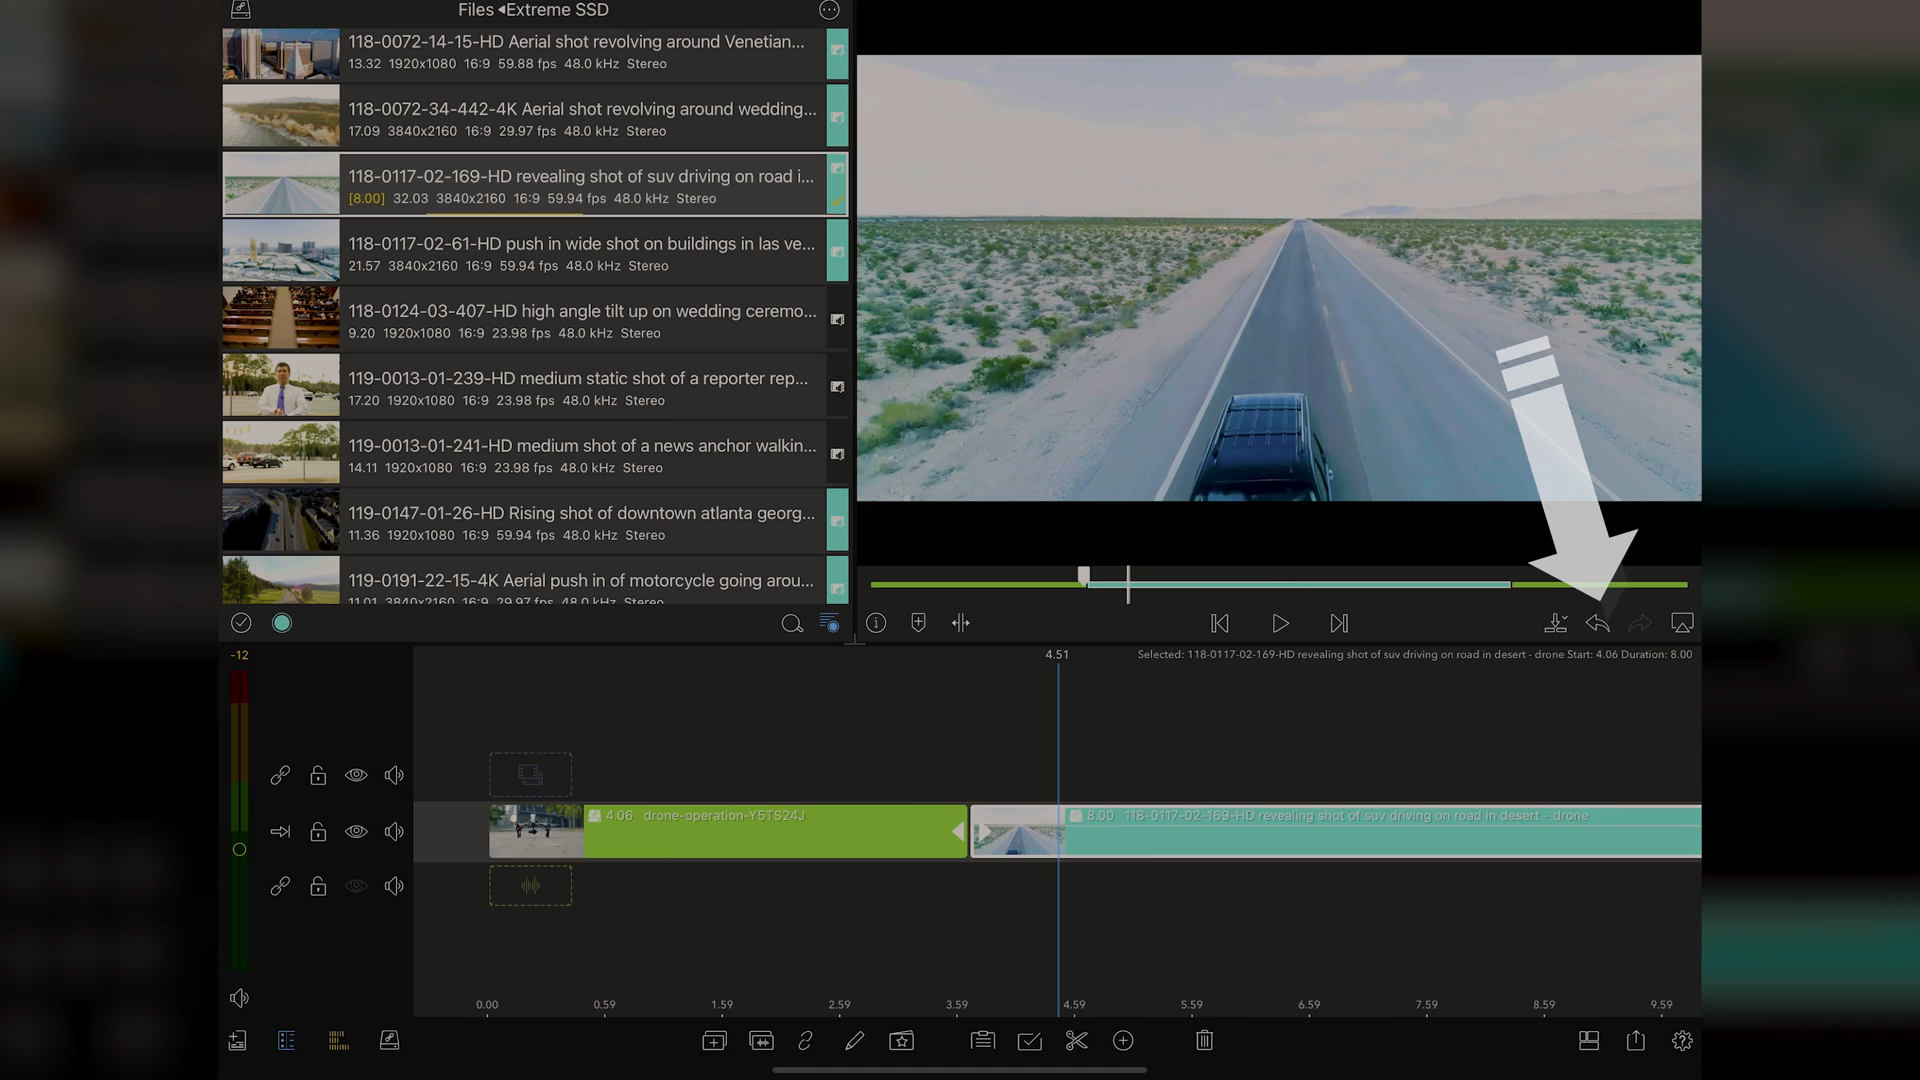 Files ◂Extreme SSD
118-0072-14-15-HD Aerial shot revolving around Venetian...
13.32 1920x1080 16:9 59.88 fps 48.0 kHz Stereo
118-0072-34-442-4K Aerial shot revolving around wedding...
17.09 3840x2160 16:9 29.97 fps 48.0 kHz Stereo
118-0117-02-169-HD revealing shot of suv driving on road i...
[8.00] 32.03 3840x2160 16:9 59.94 fps 48.0 kHz Stereo
118-0117-02-61-HD push in wide shot on buildings in las ve...
21.57 3840x2160 16:9 59.94 fps 48.0 kHz Stereo
118-0124-03-407-HD high angle tilt up on wedding ceremo...
9.20 1920x1080 16:9 23.98 fps 48.0 kHz Stereo
119-0013-01-239-HD medium static shot of a reporter rep...
17.20 1920x1080 16:9 23.98 fps 48.0 kHz Stereo
119-0013-01-241-HD medium shot of a news anchor walkin...
14.11 1920x1080 16:9 23.98 fps 48.0 kHz Stereo
119-0147-01-26-HD Rising shot of downtown atlanta georg...
11.36 1920x1080 16:9 59.94 fps 48.0 kHz Stereo
119-0191-22-15-4K Aerial push in of motorcycle going arou...
11.01 3840x2160 16:9 29.97 fps 48.0 kHz Stereo
-12
4.51
Selected: 118-0117-02-169-HD revealing shot of suv driving on road in desert - drone Start: 4.06 Duration: 8.00
4.06 drone-operation-Y5TS24J
8.00 118-0117-02-169-HD revealing shot of suv driving on road in desert - drone
0.00 0.59 1.59 2.59 3.59 4.59 5.59 6.59 7.59 8.59 9.59